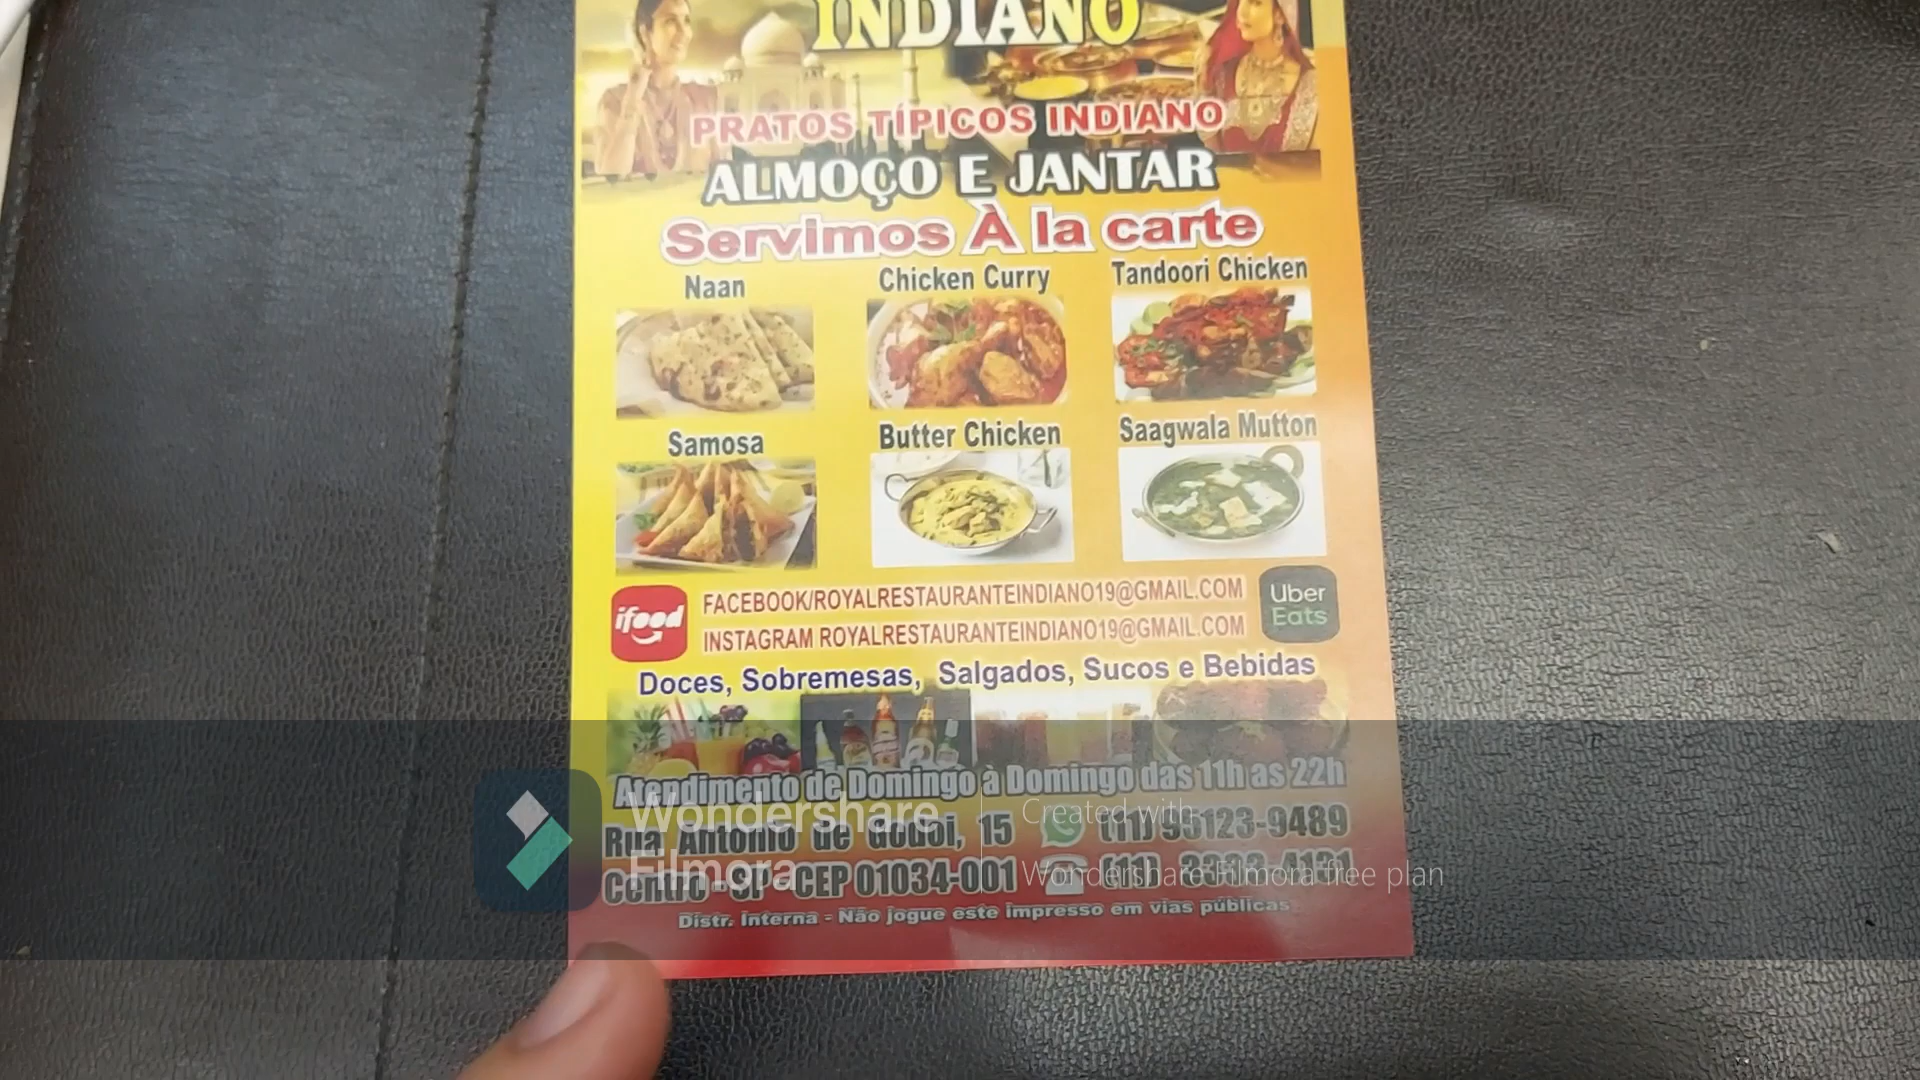 INDIANO
PRATOS TÍPICOS INDIANO
ALMOÇO E JANTAR
Servimos À la carte
Naan
Chicken Curry
Tandoori Chicken
Samosa
Butter Chicken
Saagwala Mutton
ifood
FACEBOOK/ROYALRESTAURANTEINDIANO19@GMAIL.COM
INSTAGRAM ROYALRESTAURANTEINDIANO19@GMAIL.COM
Uber
Eats
Doces, Sobremesas, Salgados, Sucos e Bebidas
Atendimento de Domingo à Domingo das 11h as 22h
Rua Antonio de Godoi, 15
(11) 95123-9489
Centro - SP - CEP 01034-001
(11)
Distr. Interna - Não jogue este impresso em vias públicas
Wondershare
Filmora
Created with
Wondershare Filmora free plan